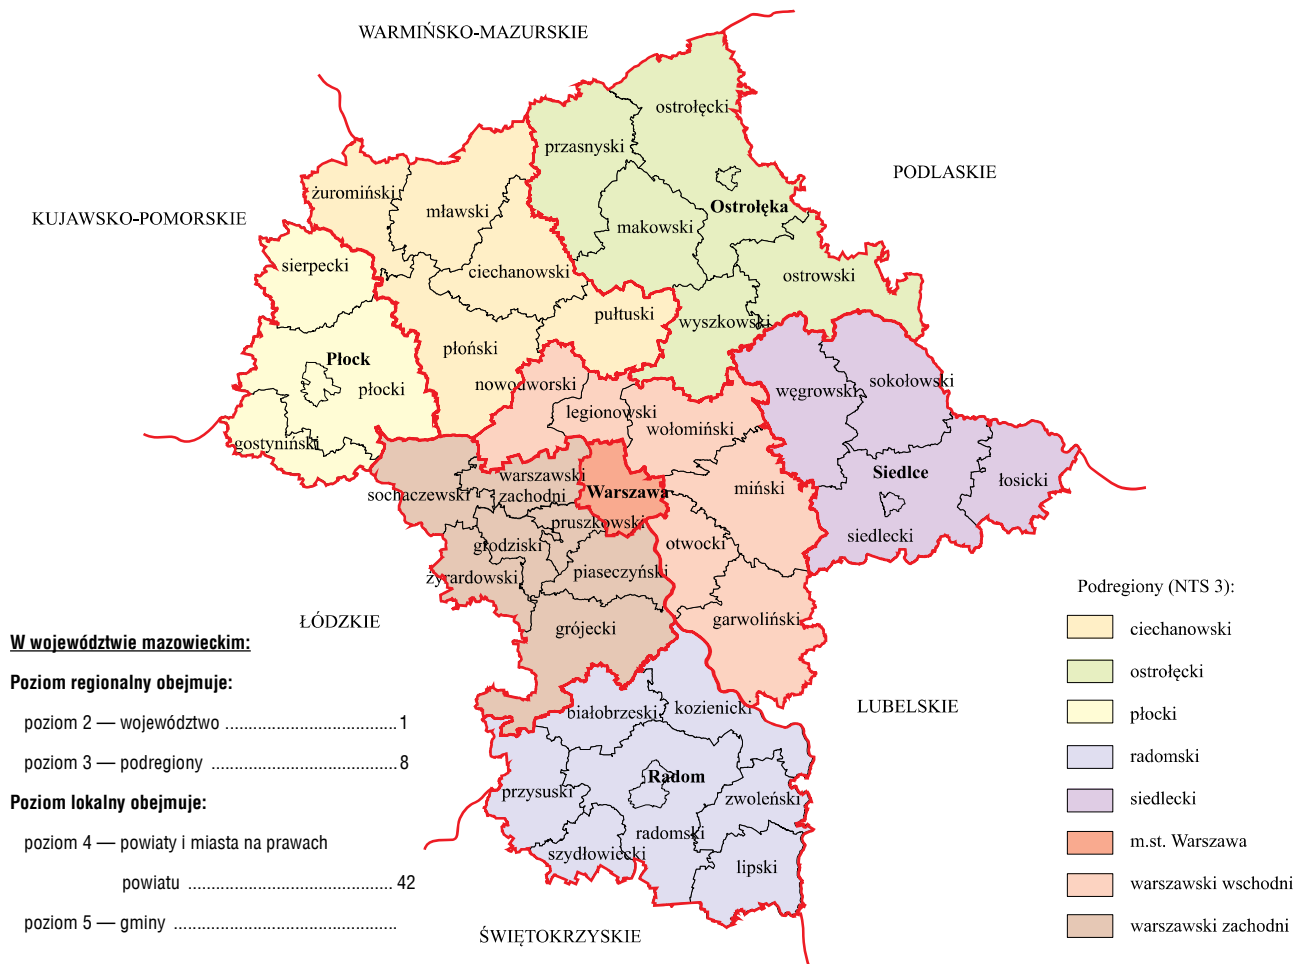 WARMIŃSKO-MAZURSKIE
ostrołęcki
przasnyski
PODLASKIE
żuromiński
mławski
Ostrołęka
KUJAWSKO-POMORSKIE
makowski
sierpecki
ciechanowski
ostrowski
pułtuski
wyszkowski
płoński
Płock
płocki
nowodworski
węgrowski
sokołowski
legionowski
wołomiński
gostyniński
Siedlce
warszawski
zachodni
sochaczewski
Warszawa
miński
łosicki
pruszkowski
siedlecki
grodziski
otwocki
żyrardowski
piaseczyński
Podregiony (NTS 3):
ŁÓDZKIE
grójecki
garwoliński
ciechanowski
ostrołęcki
płocki
radomski
siedlecki
m.st. Warszawa
warszawski wschodni
warszawski zachodni
LUBELSKIE
białobrzeski
kozienicki
Radom
przysuski
zwoleński
radomski
szydłowiecki
lipski
ŚWIĘTOKRZYSKIE
W województwie mazowieckim:
Poziom regionalny obejmuje:
poziom 2 — województwo ................................. 1
poziom 3 — podregiony ..................................... 8
Poziom lokalny obejmuje:
poziom 4 — powiaty i miasta na prawach
powiatu ......................................... 42
poziom 5 — gminy .............................................